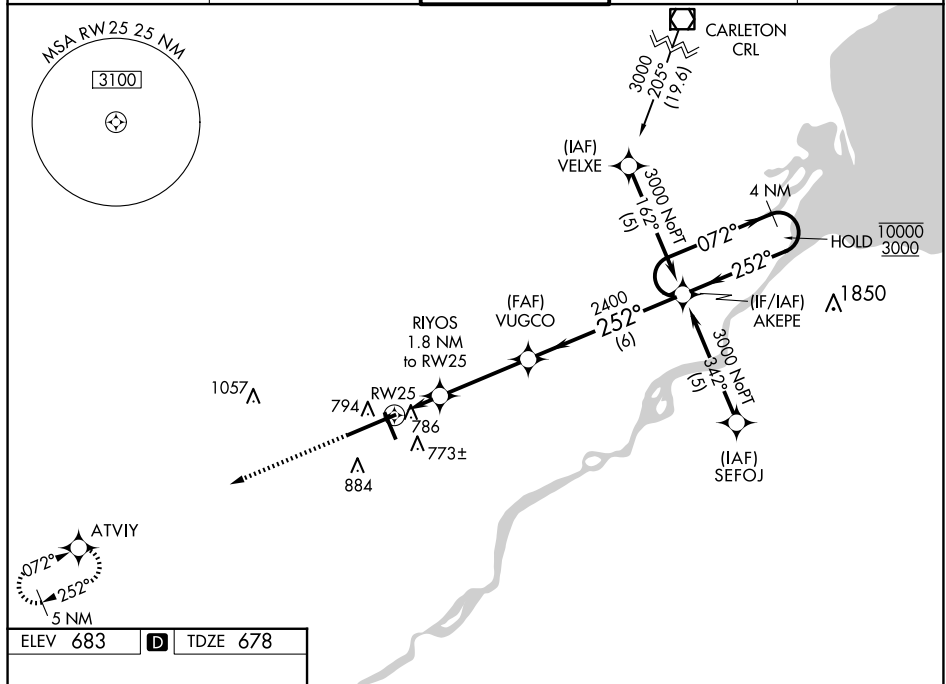 MSA RW25 25 NM
3100
CARLETON
CRL
3000
205°
(19.6)
(IAF)
VELXE
3000 NoPT
162°
(5)
4 NM
072°
HOLD
10000
3000
252°
(IF/IAF)
AKEPE
1850
(FAF)
VUGCO
2400
252°
(6)
RIYOS
1.8 NM
to RW25
3000 NoPT
342°
(5)
1057
794
RW25
786
773±
884
(IAF)
SEFOJ
ATVIY
072°
252°
5 NM
ELEV 683
D
TDZE 678